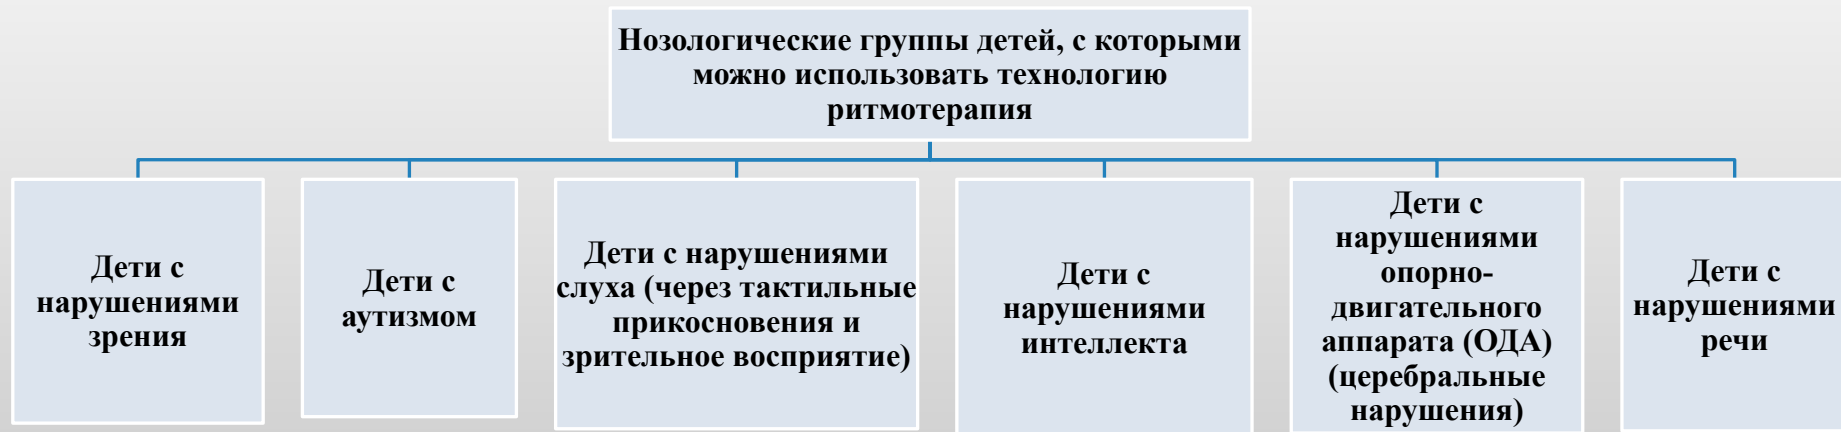 Нозологические группы детей, с которыми
можно использовать технологию
ритмотерапия
Дети с
нарушениями
зрения
Дети с
аутизмом
Дети с нарушениями
слуха (через тактильные
прикосновения и
зрительное восприятие)
Дети с
нарушениями
интеллекта
Дети с
нарушениями
опорно-
двигательного
аппарата (ОДА)
(церебральные
нарушения)
Дети с
нарушениями
речи